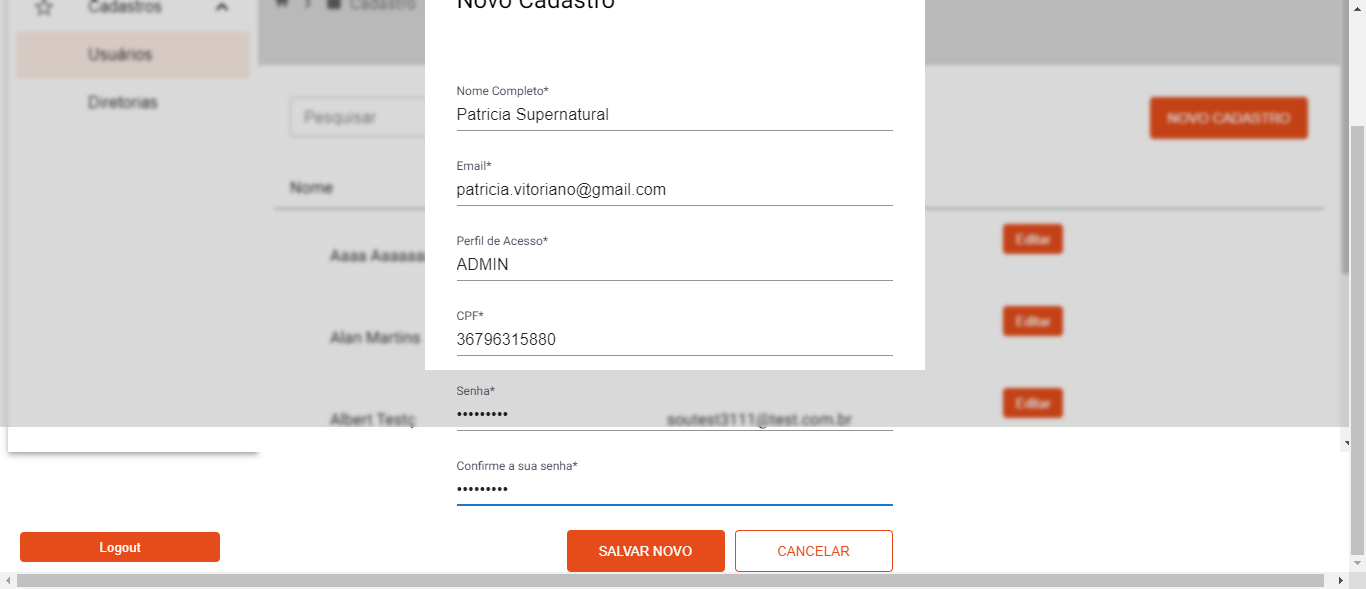 Cadastros
Cadastro
Novo Cadastro
Usuários
Diretorias
Pesquisar
NOVO CADASTRO
Nome Completo*
Patricia Supernatural
Email*
patricia.vitoriano@gmail.com
Nome
Perfil de Acesso*
ADMIN
Aaaa Aaaaaa
Editar
CPF*
36796315880
Alan Martins
Editar
Senha*
•••••••••
Albert Testç
soutest3111@test.com.br
Editar
Confirme a sua senha*
•••••••••
SALVAR NOVO
CANCELAR
Logout